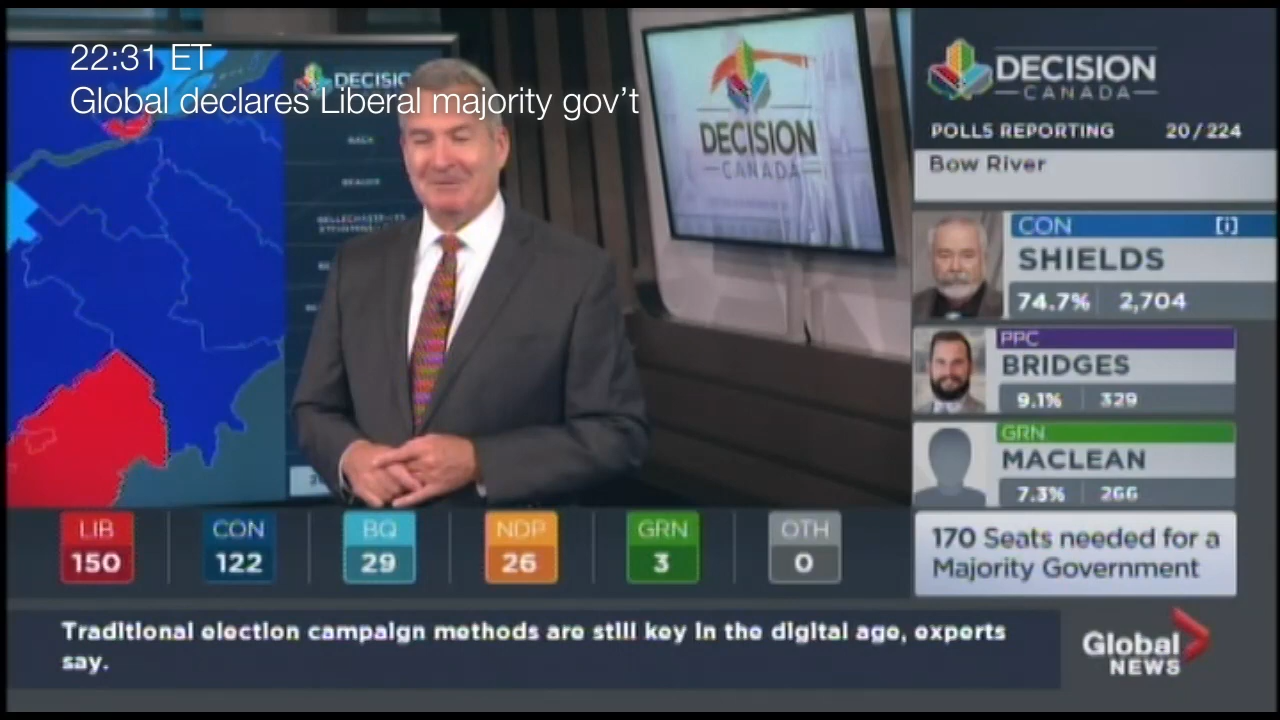 22:31 ET
Global declares Liberal majority gov't
DECISIO
DECISION
CANADA
DECISION
CANADA
POLLS REPORTING 20/224
Bow River
CON [i]
SHIELDS
74.7% 2,704
PPC
BRIDGES
9.1% 329
GRN
MACLEAN
7.3% 266
LIB CON BQ NDP GRN OTH
150 122 29 26 3 0
170 Seats needed for a
Majority Government
Traditional election campaign methods are still key in the digital age, experts
say.
Global
NEWS